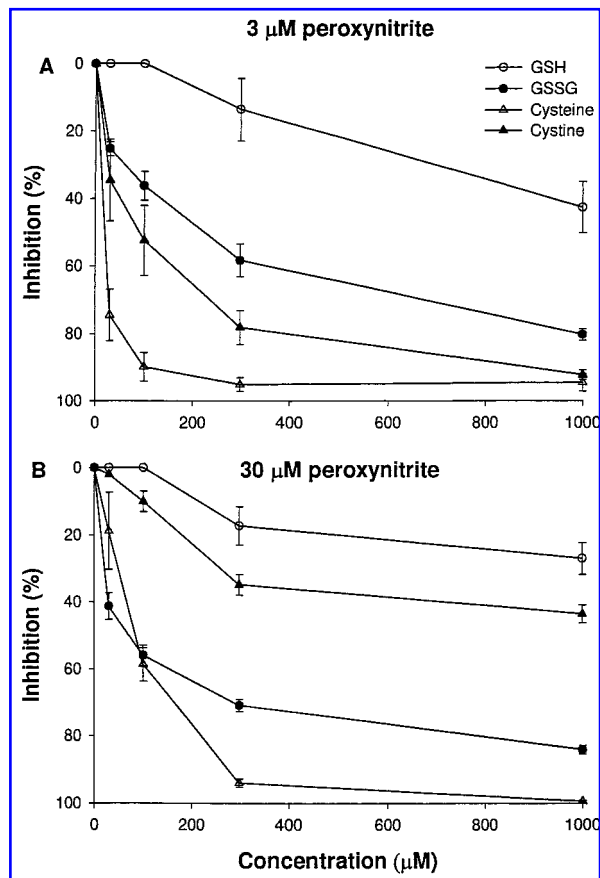 3 µM peroxynitrite
A
GSH
GSSG
Cysteine
Cystine
0
20
40
60
80
100
Inhibition (%)
0 200 400 600 800 1000
B
30 µM peroxynitrite
0
20
40
60
80
100
Inhibition (%)
0 200 400 600 800 1000
Concentration (µM)